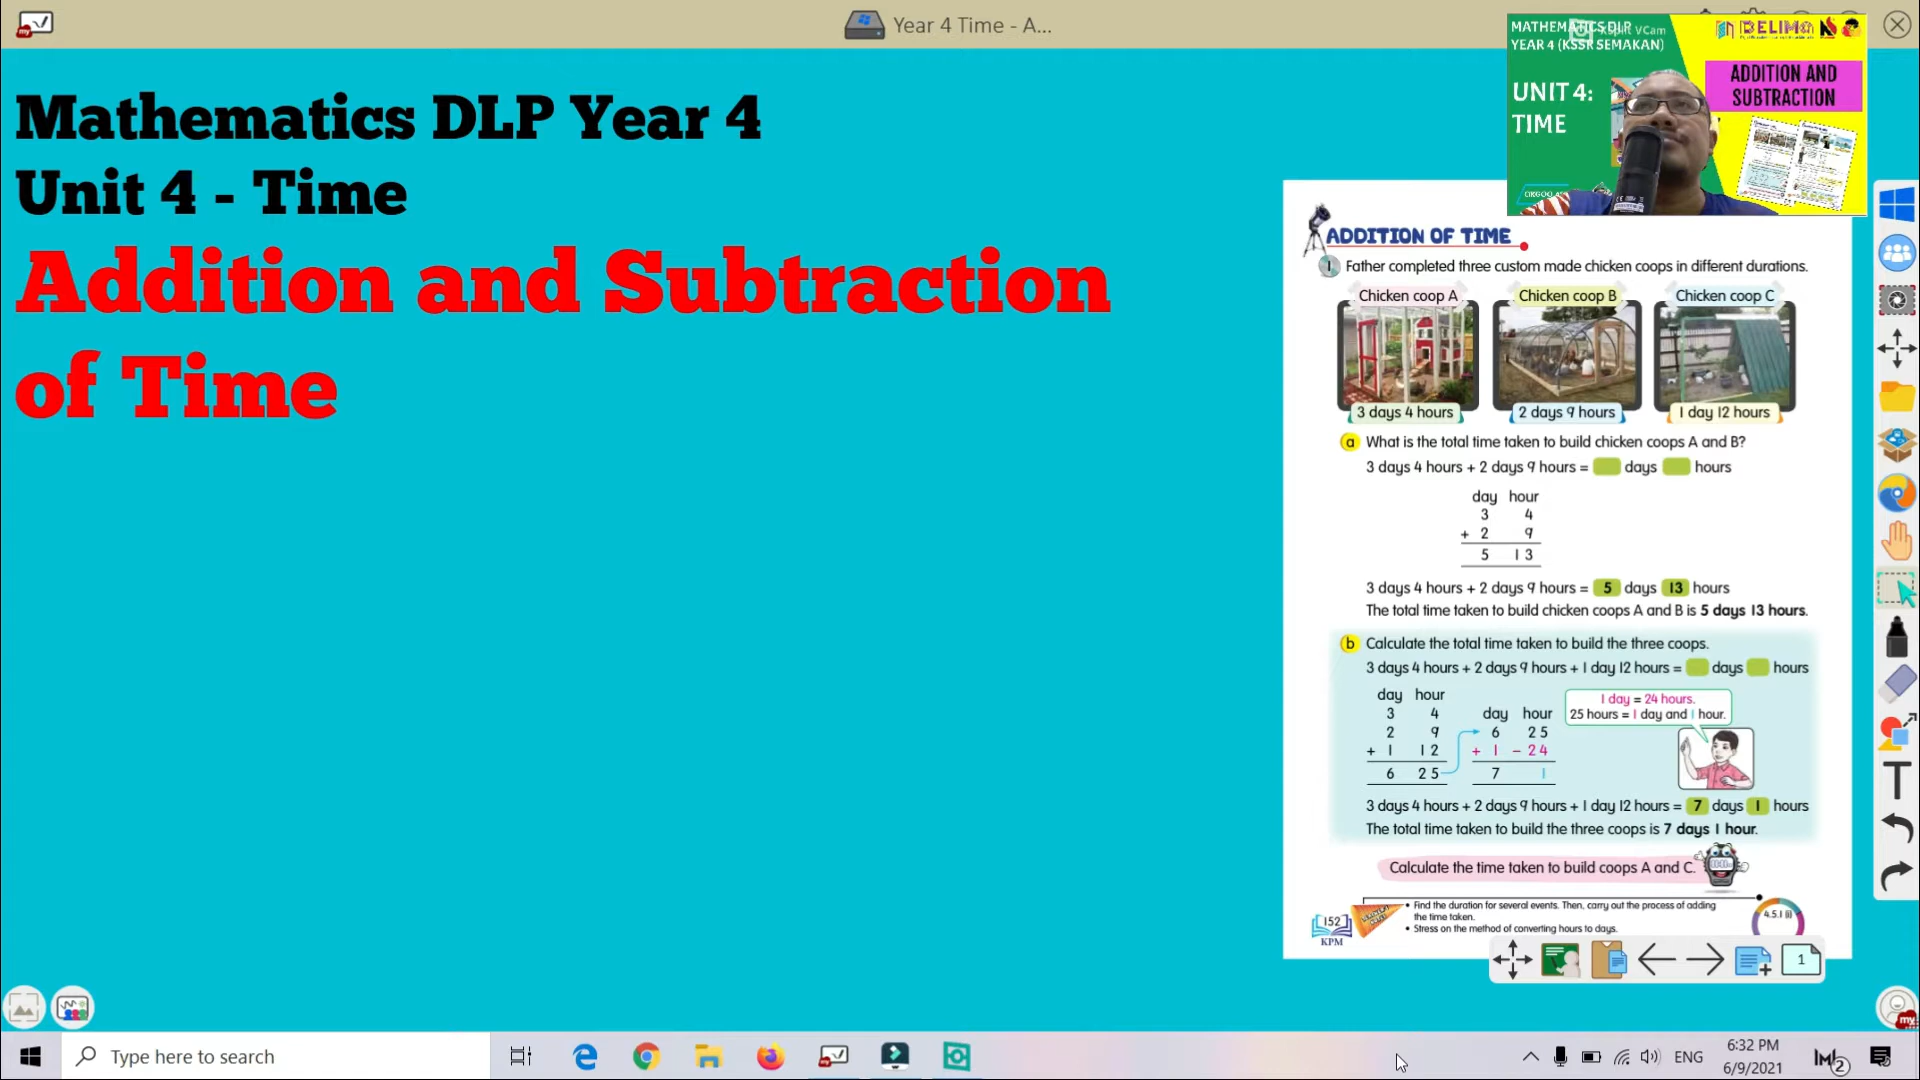 Year 4 Time - A...
MATHEMATICS DLP
YEAR 4 (KSSR SEMAKAN)
XSplit VCam
UNIT 4:
TIME
ADDITION AND
SUBTRACTION
Mathematics DLP Year 4
Unit 4 - Time
Addition and Subtraction
of Time
ADDITION OF TIME
1 Father completed three custom made chicken coops in different durations.
Chicken coop A Chicken coop B Chicken coop C
3 days 4 hours 2 days 9 hours 1 day 12 hours
a What is the total time taken to build chicken coops A and B?
3 days 4 hours + 2 days 9 hours = days hours
day hour
3 4
+ 2 9
5 13
3 days 4 hours + 2 days 9 hours = 5 days 13 hours
The total time taken to build chicken coops A and B is 5 days 13 hours.
b Calculate the total time taken to build the three coops.
3 days 4 hours + 2 days 9 hours + 1 day 12 hours = days hours
day hour
3 4
2 9
+ 1 12
6 25
day hour
6 25
+ 1 - 24
7 1
1 day = 24 hours.
25 hours = 1 day and 1 hour.
3 days 4 hours + 2 days 9 hours + 1 day 12 hours = 7 days 1 hours
The total time taken to build the three coops is 7 days 1 hour.
Calculate the time taken to build coops A and C.
• Find the duration for several events. Then, carry out the process of adding
the time taken.
• Stress on the method of converting hours to days.
152
KPM
4.5.1 (i)
1
Type here to search
ENG
6:32 PM
6/9/2021
2